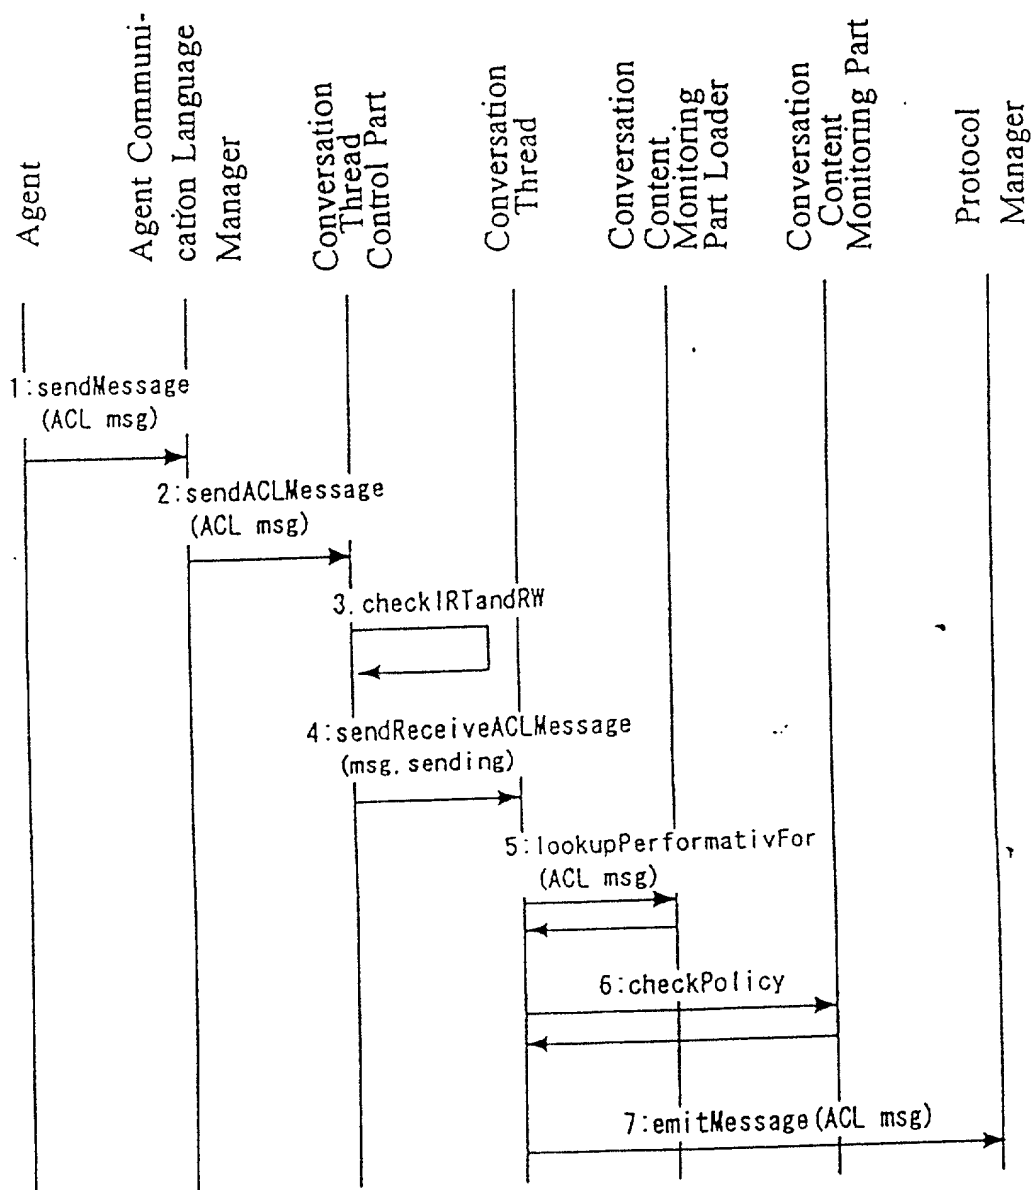 Agent
Agent Communi-
cation Language
Manager
Conversation
Thread
Control Part
Conversation
Thread
Conversation
Content
Monitoring
Part Loader
Conversation
Content
Monitoring Part
Protocol
Manager
1:sendMessage
(ACL msg)
2:sendACLMessage
(ACL msg)
3.checkIRTandRW
4:sendReceiveACLMessage
(msg.sending)
5:lookupPerformativFor
(ACL msg)
6:checkPolicy
7:emitMessage(ACL msg)